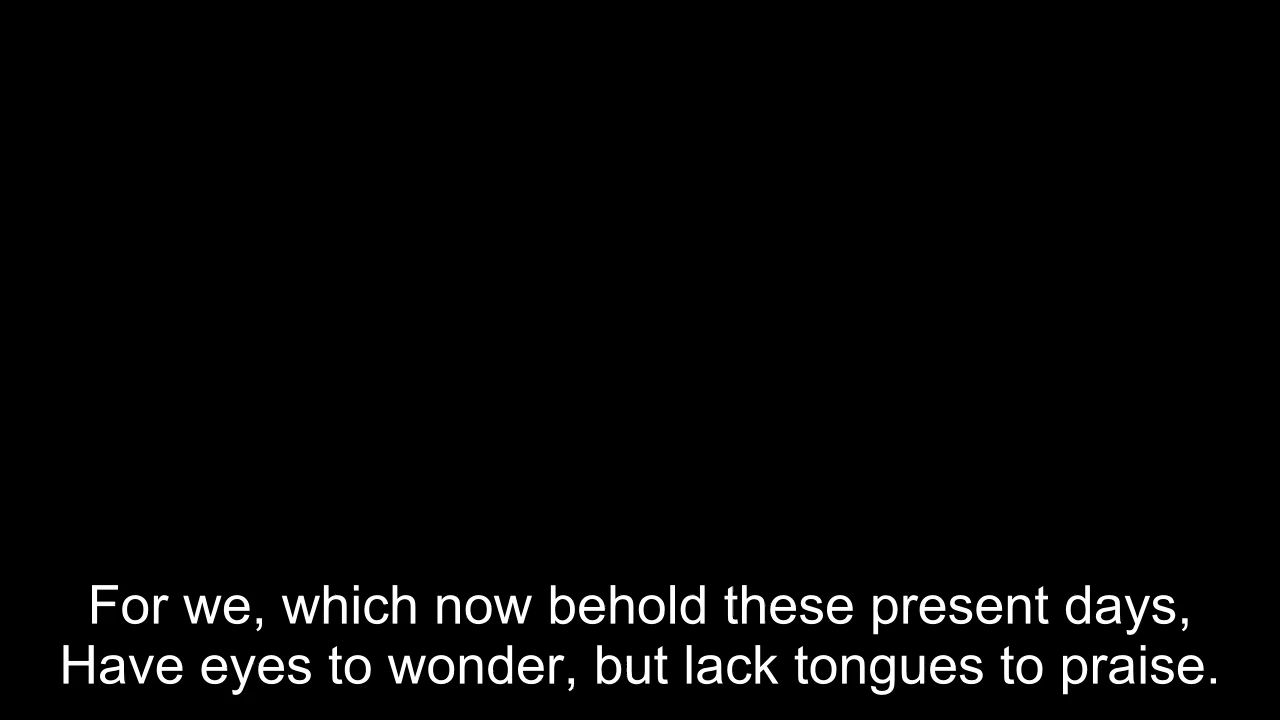 For we, which now behold these present days,
Have eyes to wonder, but lack tongues to praise.